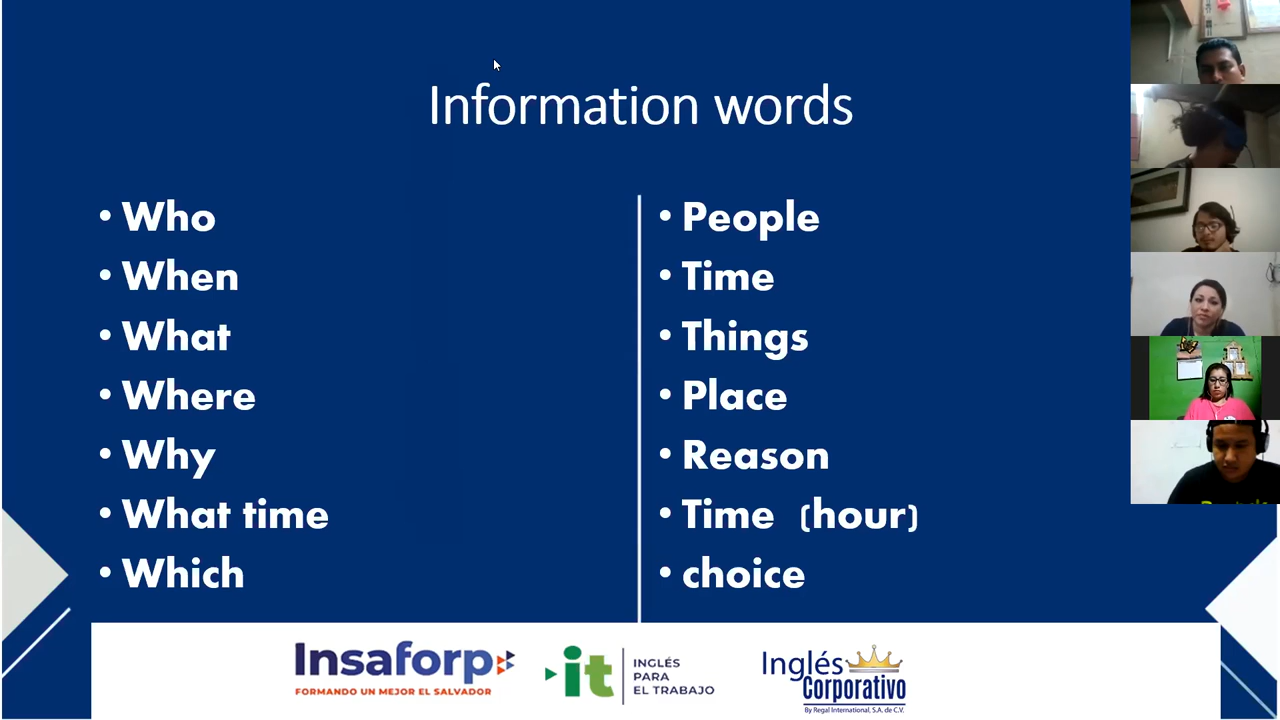 Information words
• Who
• When
• What
• Where
• Why
• What time
• Which
• People
• Time
• Things
• Place
• Reason
• Time (hour)
• choice
Insaforp
FORMANDO UN MEJOR EL SALVADOR
it
INGLÉS
PARA
EL TRABAJO
Inglés
Corporativo
By Regal International, S.A. de C.V.